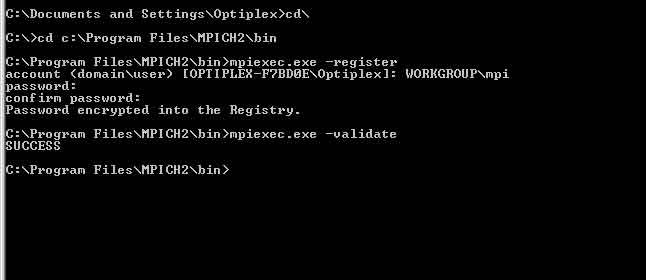 C:\Documents and Settings\Optiplex>cd\
C:\>cd c:\Program Files\MPICH2\bin
C:\Program Files\MPICH2\bin>mpiexec.exe -register
account (domain\user) [OPTIPLEX-F7BD0E\Optiplex]: WORKGROUP\mpi
password:
confirm password:
Password encrypted into the Registry.
C:\Program Files\MPICH2\bin>mpiexec.exe -validate
SUCCESS
C:\Program Files\MPICH2\bin>